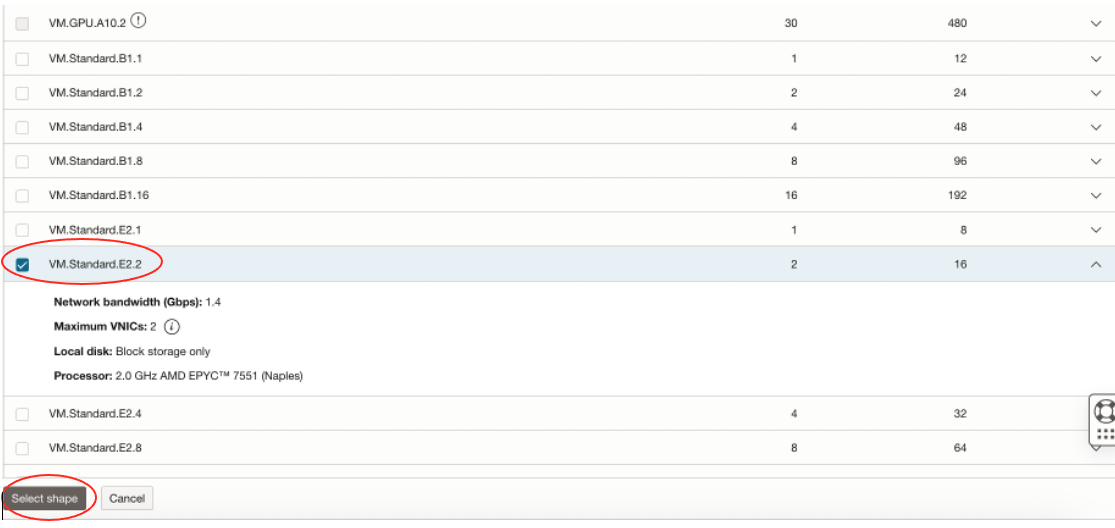 VM.GPU.A10.2 30 480
VM.Standard.B1.1 1 12
VM.Standard.B1.2 2 24
VM.Standard.B1.4 4 48
VM.Standard.B1.8 8 96
VM.Standard.B1.16 16 192
VM.Standard.E2.1 1 8
VM.Standard.E2.2 2 16
Network bandwidth (Gbps): 1.4
Maximum VNICs: 2
Local disk: Block storage only
Processor: 2.0 GHz AMD EPYC™ 7551 (Naples)
VM.Standard.E2.4 4 32
VM.Standard.E2.8 8 64
Select shape Cancel